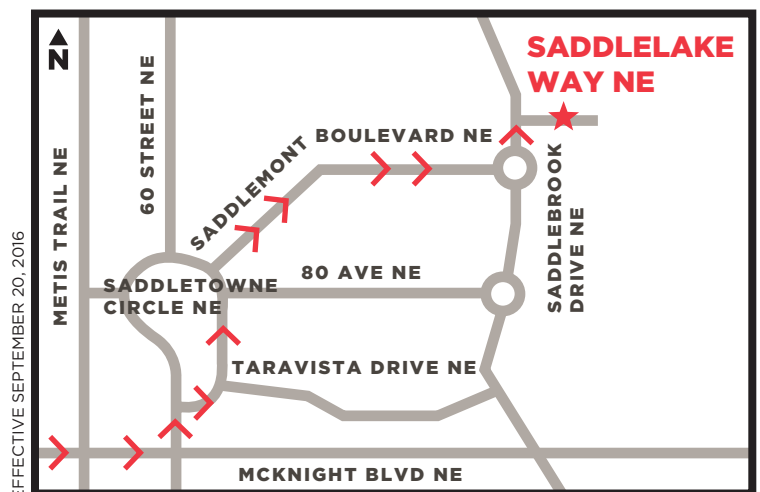 N
SADDLELAKE
WAY NE
60 STREET NE
METIS TRAIL NE
SADDLEMONT BOULEVARD NE
SADDLEBROOK
DRIVE NE
SADDLETOWNE
CIRCLE NE
80 AVE NE
TARAVISTA DRIVE NE
MCKNIGHT BLVD NE
EFFECTIVE SEPTEMBER 20, 2016